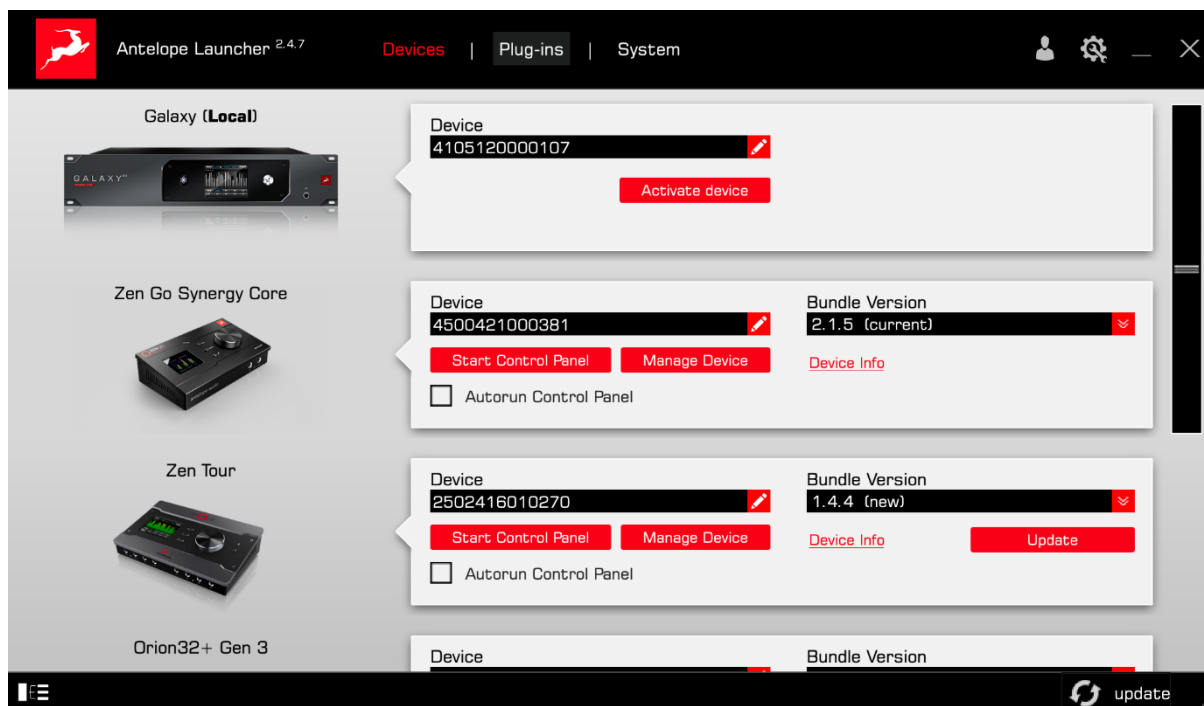 Antelope Launcher 2.4.7
Devices | Plug-ins | System
Galaxy (Local)
GALAXY
Device
4105120000107
Activate device
Zen Go Synergy Core
Device
4500421000381
Start Control Panel
Manage Device
Autorun Control Panel
Bundle Version
2.1.5 (current)
Device Info
Zen Tour
Device
2502416010270
Start Control Panel
Manage Device
Autorun Control Panel
Bundle Version
1.4.4 (new)
Device Info
Update
Orion32+ Gen 3
Device
Bundle Version
update